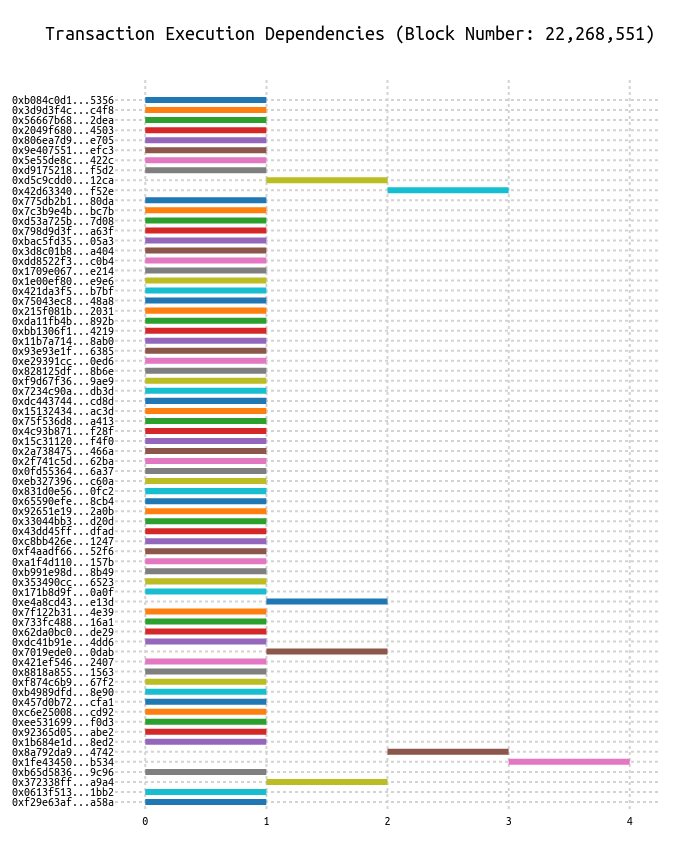 Transaction Execution Dependencies (Block Number: 22,268,551)
0xb084c0d1...5356
0x3d9d3f4c...c4f8
0x56667b68...2dea
0x2049f680...4503
0x806ea7d9...e705
0x9e407551...efc3
0x5e55de8c...422c
0xd9175218...f5d2
0xd5c9cdd0...12ca
0x42d63340...f52e
0x775db2b1...80da
0x7c3b9e4b...bc7b
0xd53a725b...7d08
0x798d9d3f...a63f
0xbac5fd35...05a3
0x3d8c01b8...a404
0xdd8522f3...c0b4
0x1709e067...e214
0x1e00ef80...e9e6
0x421da3f5...b7bf
0x75043ec8...48a8
0x215f081b...2031
0xda11fb4b...892b
0xbb1306f1...4219
0x11b7a714...8ab0
0x93e93e1f...6385
0xe29391cc...0ed6
0x828125df...8b6e
0xf9d67f36...9ae9
0x7234c90a...db3d
0xdc443744...cd8d
0x15132434...ac3d
0x75f536d8...a413
0x4c93b871...f28f
0x15c31120...f4f0
0x2a738475...466a
0x2f741c5d...62ba
0x0fd55364...6a37
0xeb327396...c60a
0x831d0e56...0fc2
0x65590efe...8cb4
0x92651e19...2a0b
0x33044bb3...d20d
0x43dd45ff...dfad
0xc8bb426e...1247
0xf4aadf66...52f6
0xa1f4d110...157b
0xb991e98d...8b49
0x353490cc...6523
0x171b8d9f...0a0f
0xe4a8cd43...e13d
0x7f122b31...4e39
0x733fc488...16a1
0x62da0bc0...de29
0xdc41b91e...4dd6
0x7019ede0...0dab
0x421ef546...2407
0x8818a855...1563
0xf874c6b9...67f2
0xb4989dfd...8e90
0x457d0b72...cfa1
0xc6e25008...cd92
0xee531699...f0d3
0x92365d05...abe2
0x1b684e1d...8ed2
0x8a792da9...4742
0x1fe43450...b534
0xb65d5836...9c96
0x372338ff...a9a4
0x0613f513...1bb2
0xf29e63af...a58a
0 1 2 3 4